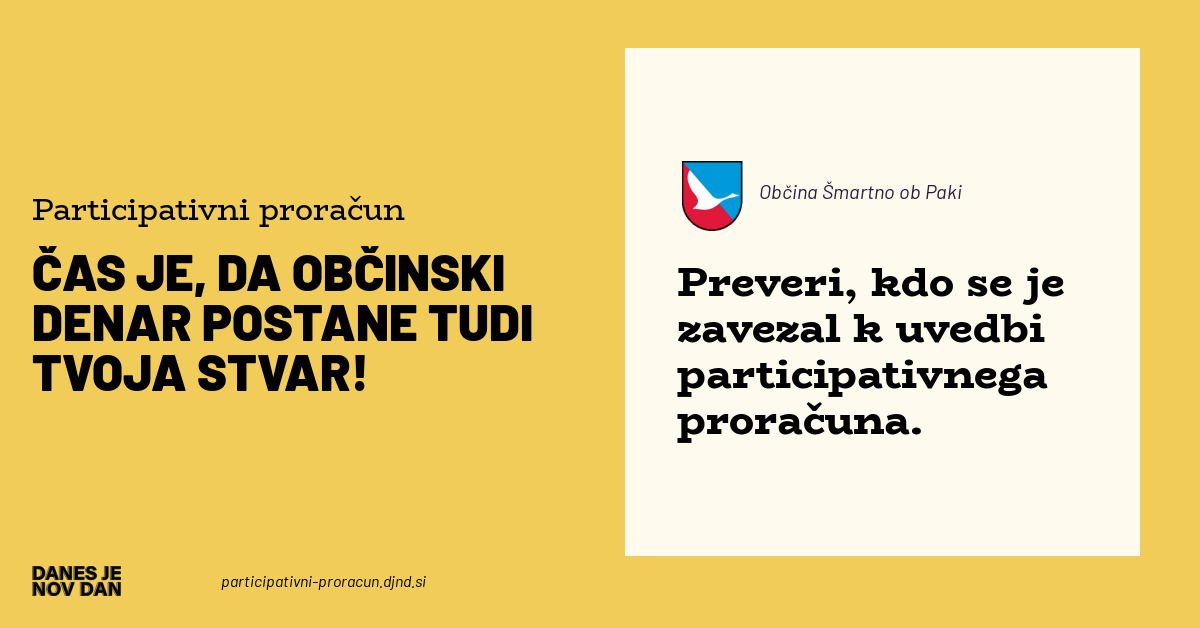 Participativni proračun
ČAS JE, DA OBČINSKI
DENAR POSTANE TUDI
TVOJA STVAR!
Občina Šmartno ob Paki
Preveri, kdo se je
zavezal k uvedbi
participativnega
proračuna.
DANES JE
NOV DAN
participativni-proracun.djnd.si